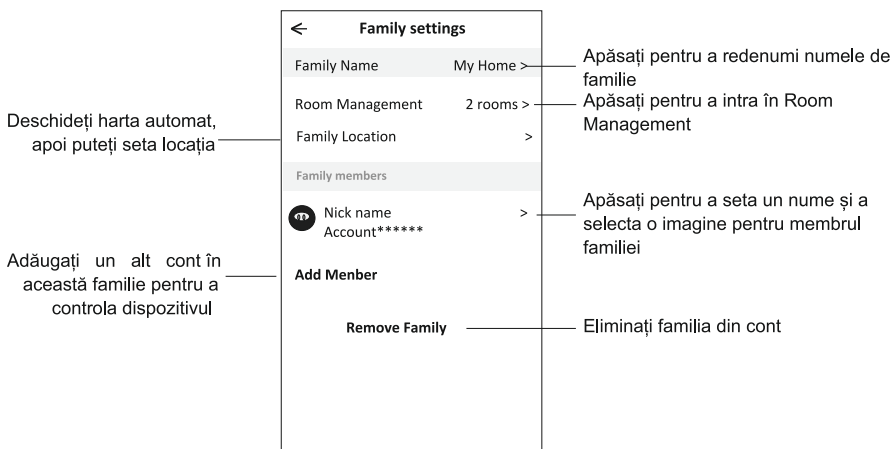 Family settings
Family Name My Home >
Room Management 2 rooms >
Family Location >
Family members
Nick name >
Account******
Add Menber
Remove Family
Deschideți harta automat,
apoi puteți seta locația
Adăugați un alt cont în
această familie pentru a
controla dispozitivul
Apăsați pentru a redenumi numele de
familie
Apăsați pentru a intra în Room
Management
Apăsați pentru a seta un nume și a
selecta o imagine pentru membrul
familiei
Eliminați familia din cont